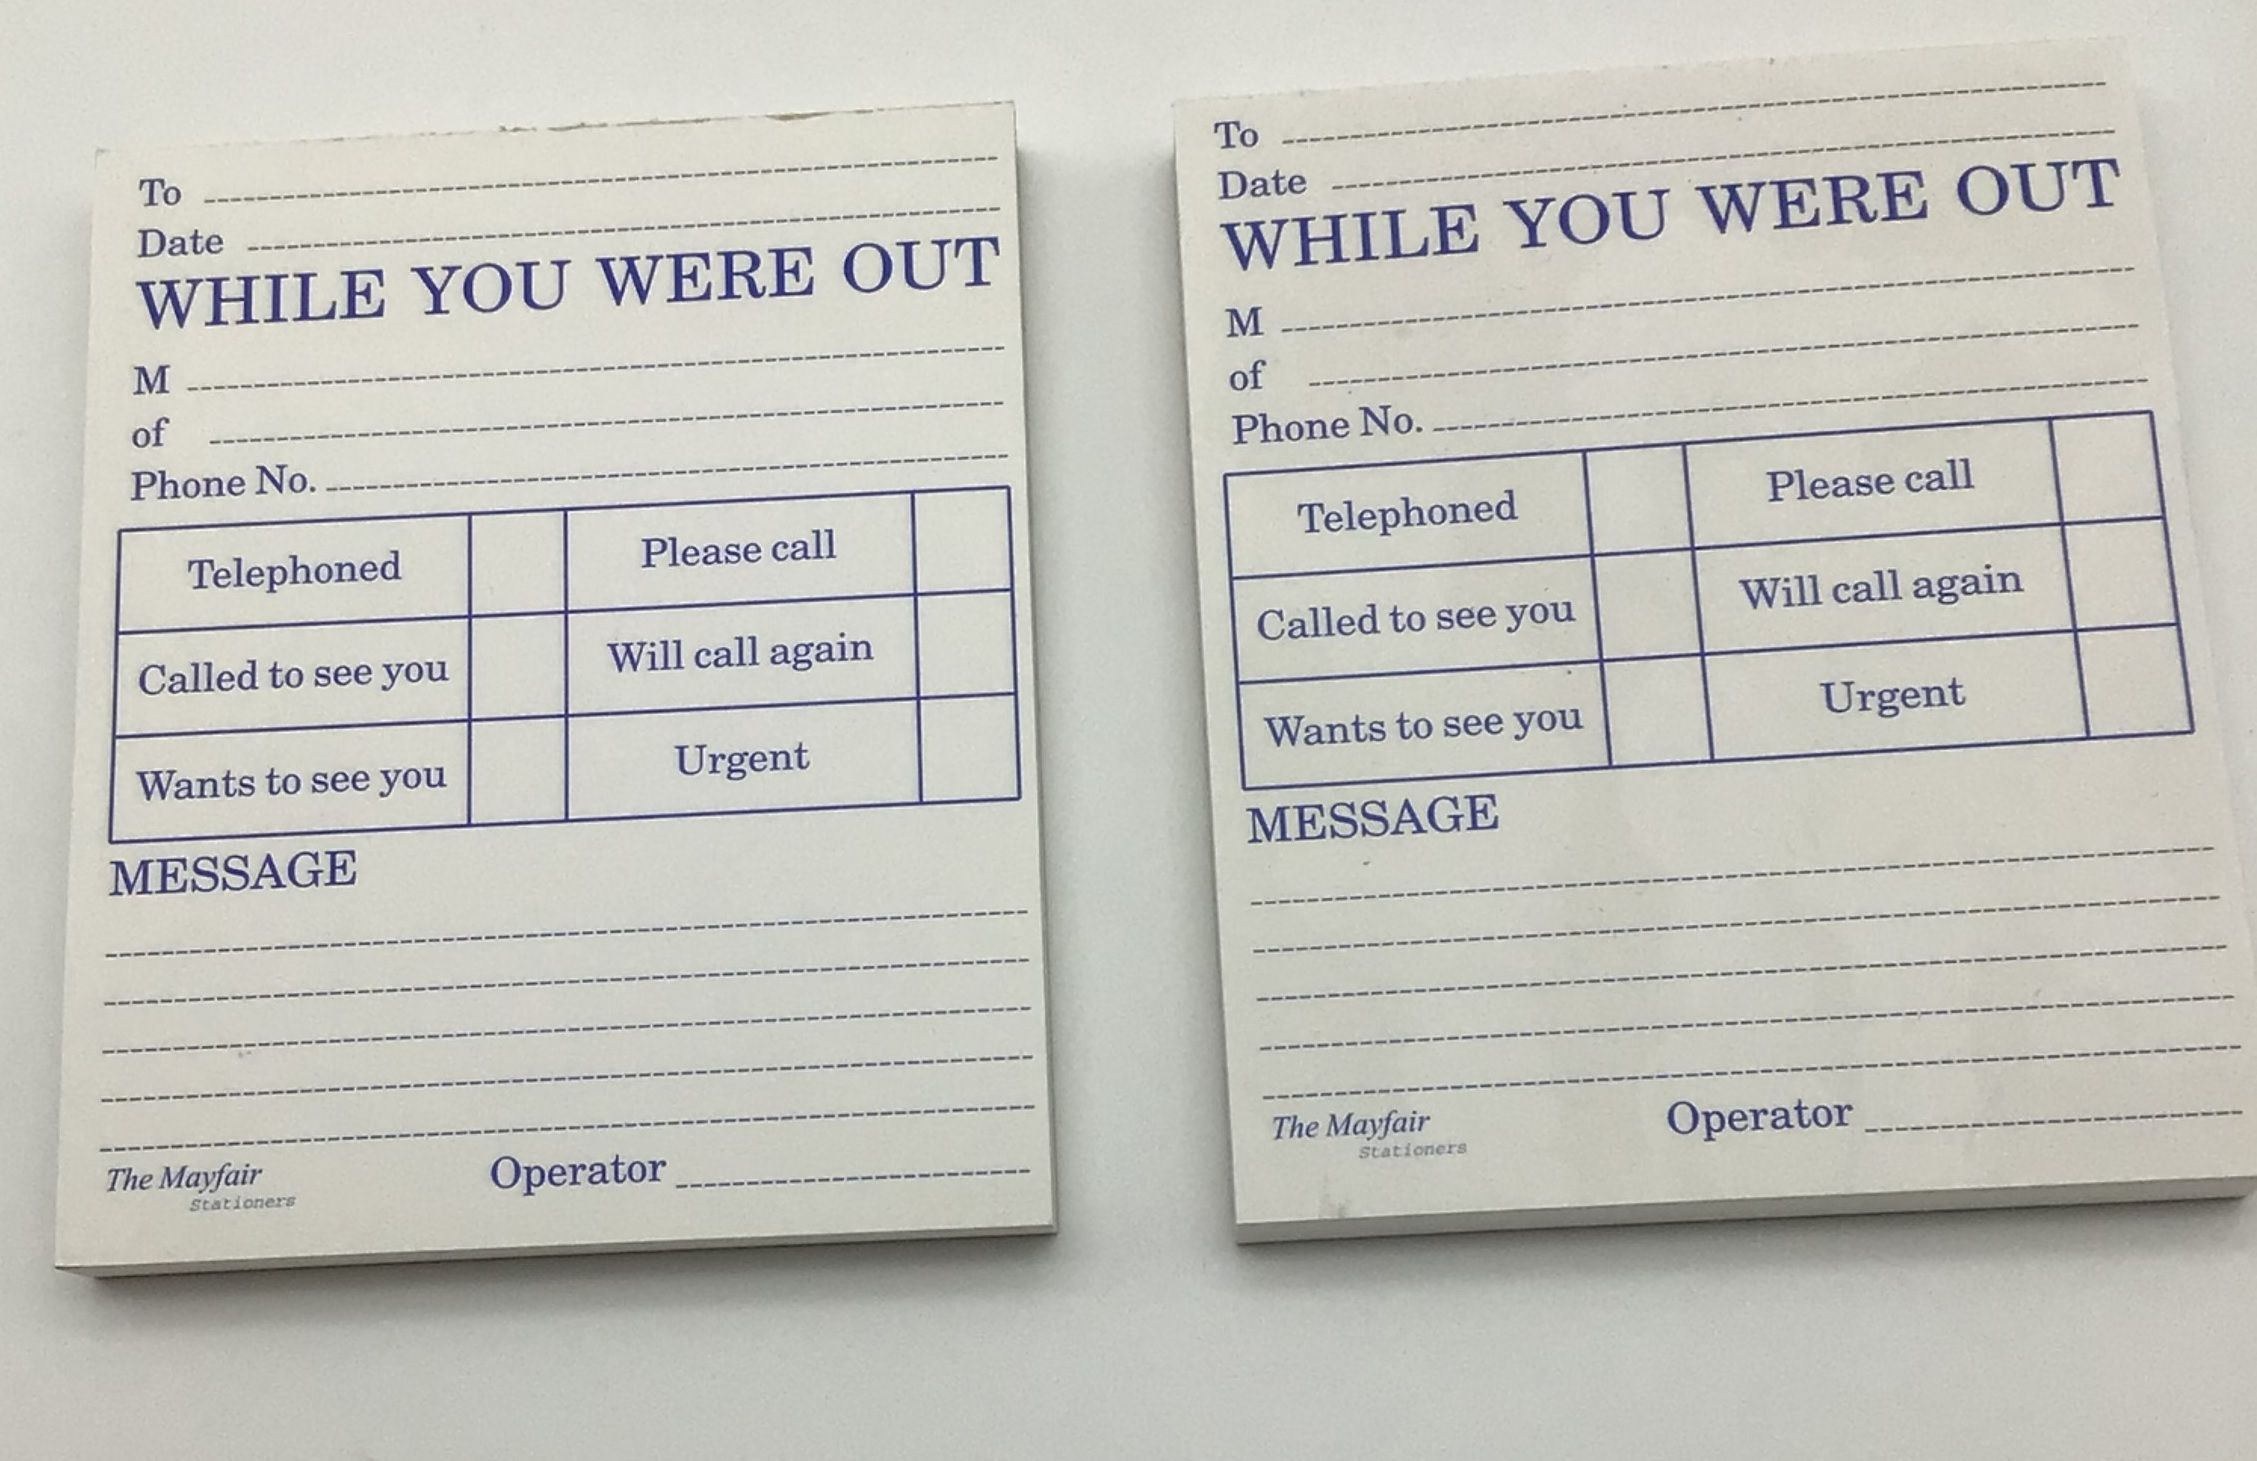 To
Date
WHILE YOU WERE OUT
M
of
Phone No.
Telephoned Please call
Called to see you Will call again
Wants to see you Urgent
MESSAGE
The Mayfair Operator
Stationers
To
Date
WHILE YOU WERE OUT
M
of
Phone No.
Telephoned Please call
Called to see you Will call again
Wants to see you Urgent
MESSAGE
The Mayfair Operator
Stationers